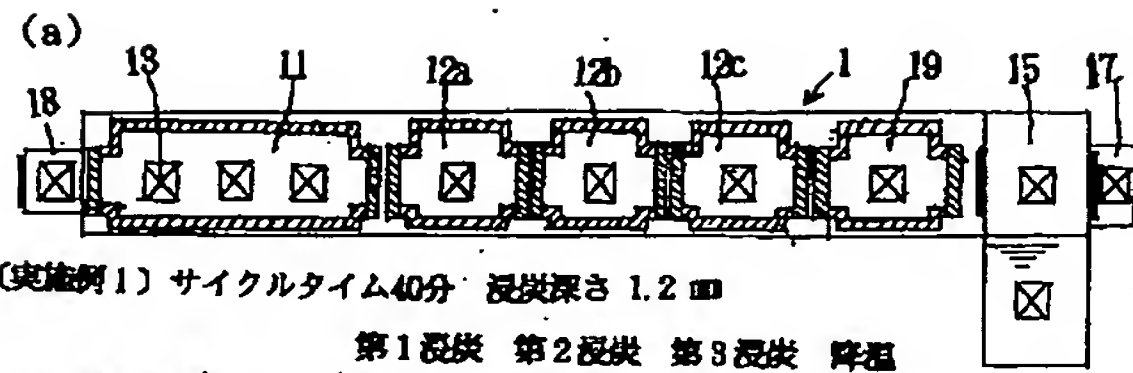 (a)
18 13 11 12a 12b 12c 1 19 15 17
〔実施例1〕サイクルタイム40分 浸炭深さ 1.2 mm
第1浸炭 第2浸炭 第3浸炭 降温